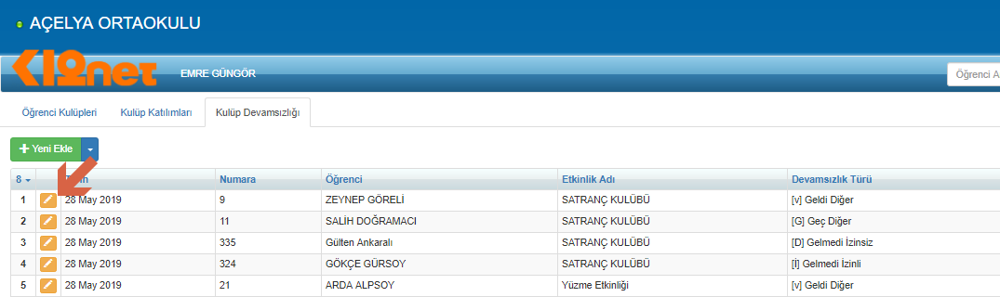 AÇELYA ORTAOKULU
K12net EMRE GÜNGÖR Öğrenci A
Öğrenci Kulüpleri Kulüp Katılımları Kulüp Devamsızlığı
Yeni Ekle
8 Numara Öğrenci Etkinlik Adı Devamsızlık Türü
1 28 May 2019 9 ZEYNEP GÖRELİ SATRANÇ KULÜBÜ [v] Geldi Diğer
2 28 May 2019 11 SALİH DOĞRAMACI SATRANÇ KULÜBÜ [G] Geç Diğer
3 28 May 2019 335 Gülten Ankaralı SATRANÇ KULÜBÜ [D] Gelmedi İzinsiz
4 28 May 2019 324 GÖKÇE GÜRSOY SATRANÇ KULÜBÜ [İ] Gelmedi İzinli
5 28 May 2019 21 ARDA ALPSOY Yüzme Etkinliği [v] Geldi Diğer